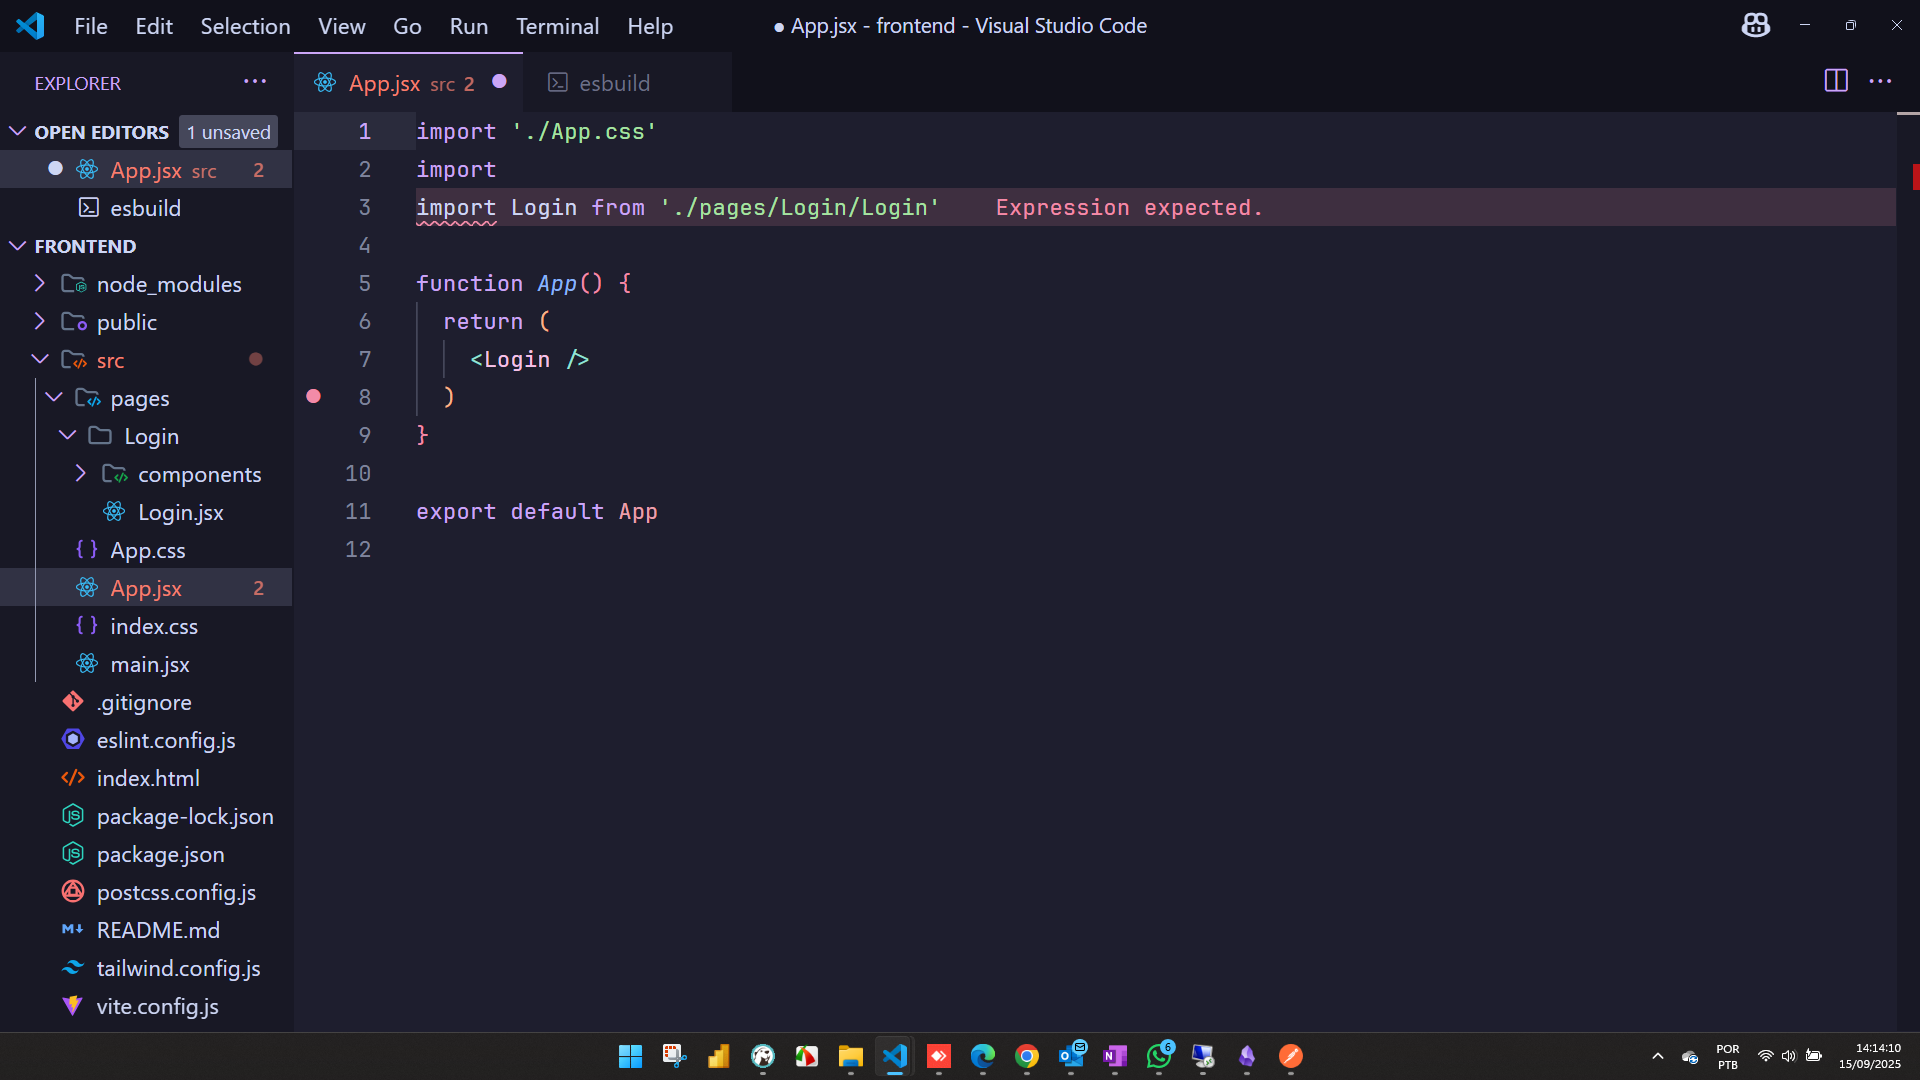 File Edit Selection View Go Run Terminal Help
● App.jsx - frontend - Visual Studio Code
EXPLORER
OPEN EDITORS 1 unsaved
App.jsx src 2
esbuild
FRONTEND
node_modules
public
src
pages
Login
components
Login.jsx
App.css
App.jsx 2
index.css
main.jsx
.gitignore
eslint.config.js
index.html
package-lock.json
package.json
postcss.config.js
README.md
tailwind.config.js
vite.config.js
App.jsx src 2
esbuild
1 import './App.css'
2 import
3 import Login from './pages/Login/Login' Expression expected.
4
5 function App() {
6 return (
7 <Login />
8 )
9 }
10
11 export default App
12
6
POR
PTB
14:14:10
15/09/2025